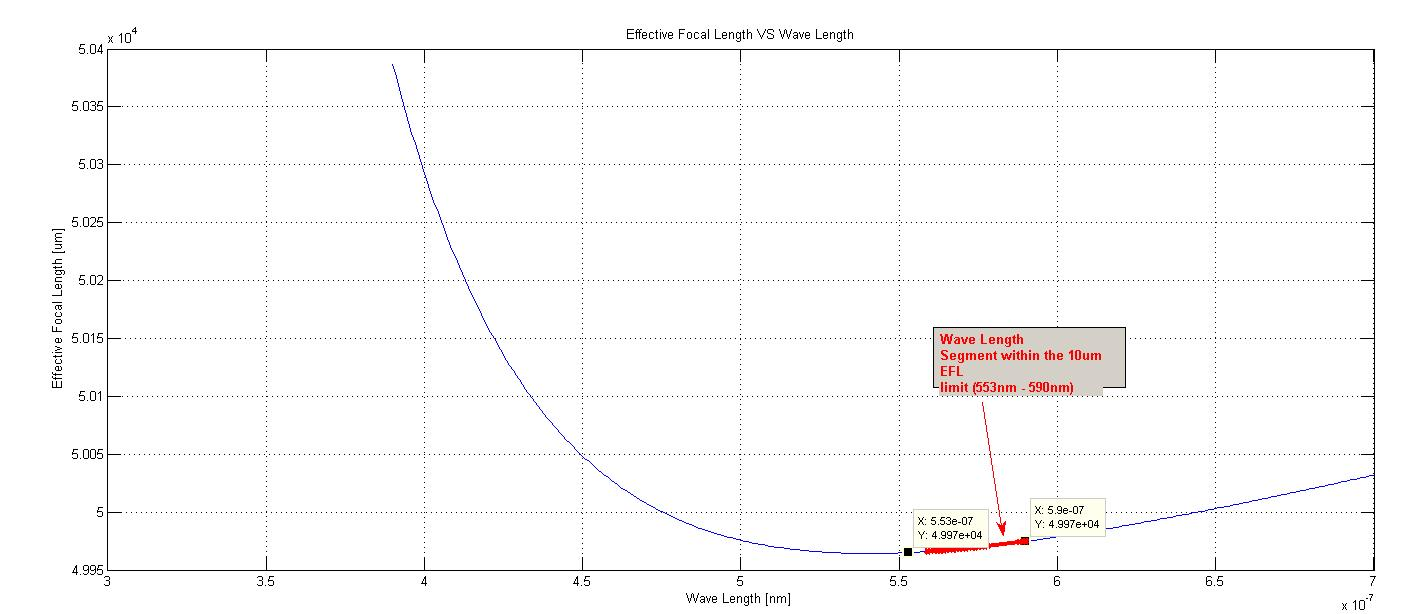 Effective Focal Length VS Wave Length
x 10^4
5.04
5.035
5.03
5.025
5.02
5.015
5.01
5.005
5
4.995
Effective Focal Length [um]
Wave Length
Segment within the 10um
EFL
limit (553nm - 590nm)
X: 5.53e-07
Y: 4.997e+04
X: 5.9e-07
Y: 4.997e+04
3 3.5 4 4.5 5 5.5 6 6.5 7
Wave Length [nm]
x 10^-7